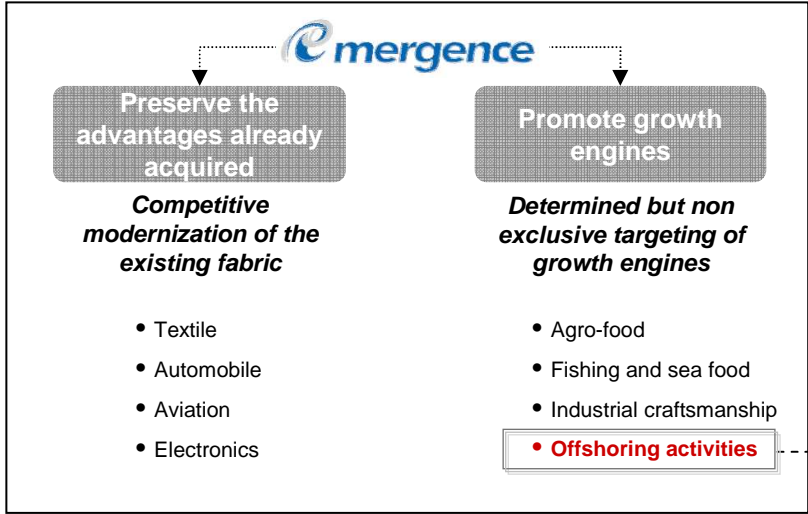 emergence
Preserve the
advantages already
acquired
Competitive
modernization of the
existing fabric
• Textile
• Automobile
• Aviation
• Electronics
Promote growth
engines
Determined but non
exclusive targeting of
growth engines
• Agro-food
• Fishing and sea food
• Industrial craftsmanship
• Offshoring activities